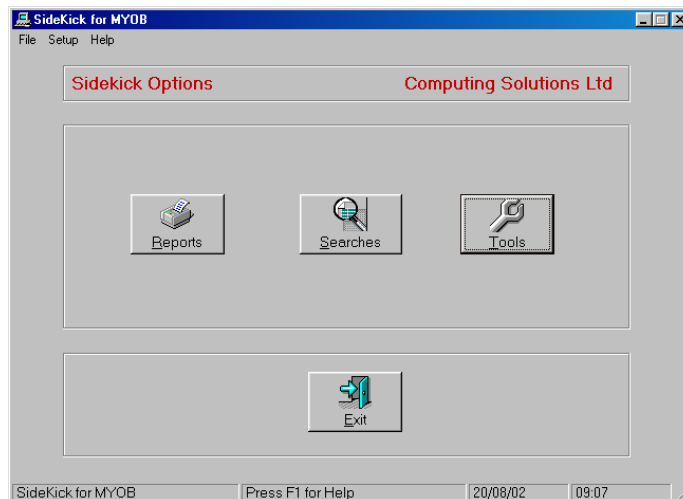 SideKick for MYOB
File Setup Help
Sidekick Options Computing Solutions Ltd
Reports Searches Tools
Exit
SideKick for MYOB Press F1 for Help 20/08/02 09:07